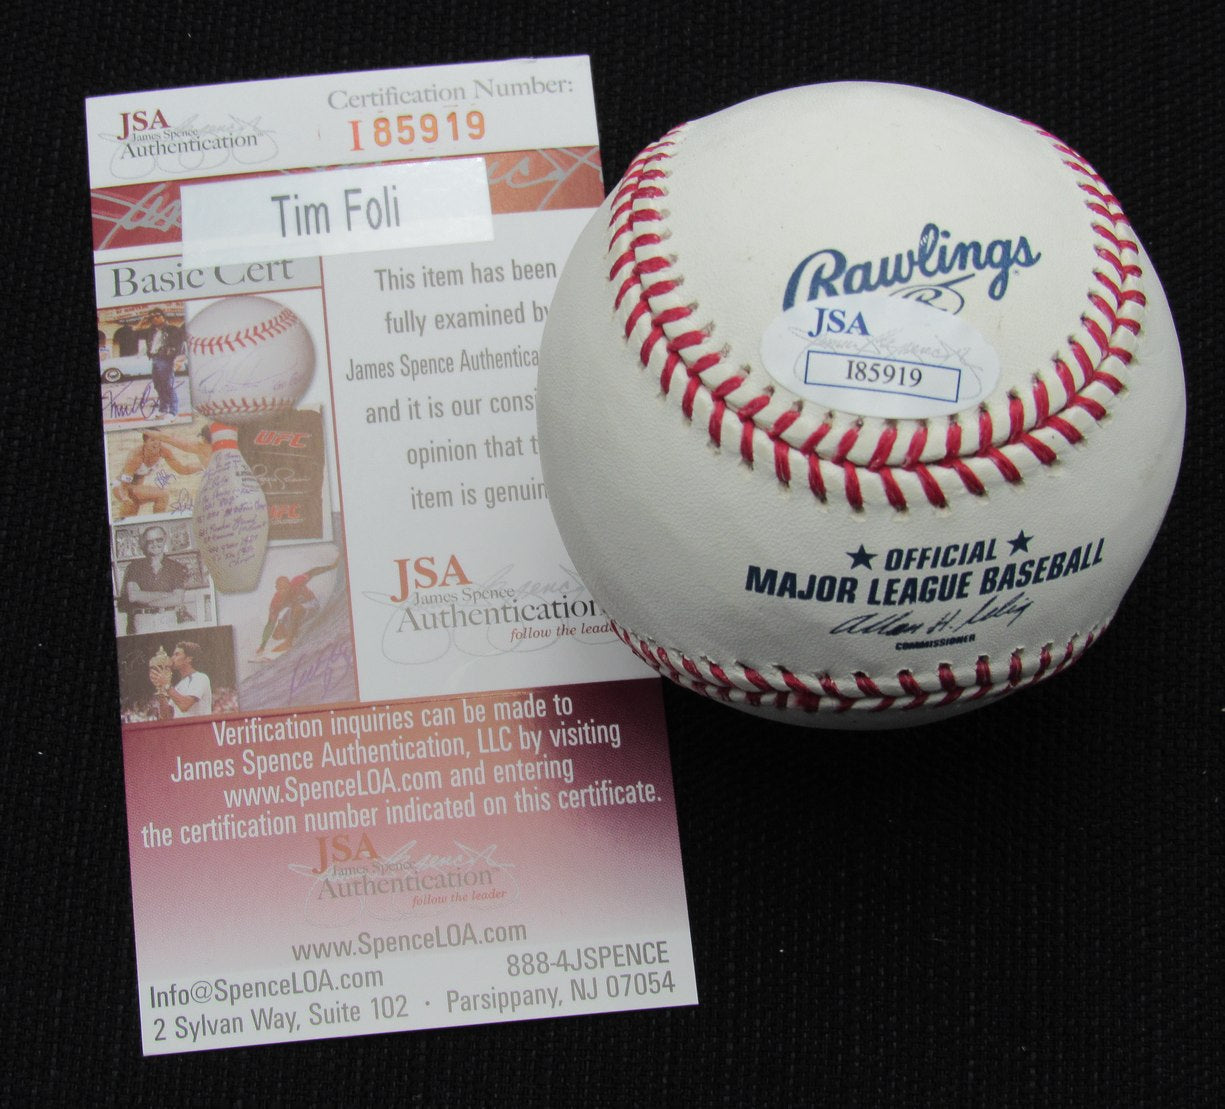 JSA
James Spence
Authentication
Certification Number:
I 85919
Tim Foli
Basic Cert
This item has been
fully examined by
James Spence Authentica
and it is our cons
opinion that t
item is genuin
UFC
JSA
James Spence
Authentication
follow the leade
Verification inquiries can be made to
James Spence Authentication, LLC by visiting
www.SpenceLOA.com and entering
the certification number indicated on this certificate.
JSA
James Spence
Authentication
follow the leader
www.SpenceLOA.com
888-4JSPENCE
Info@SpenceLOA.com
2 Sylvan Way, Suite 102 · Parsippany, NJ 07054
Rawlings
R
JSA
I85919
★ OFFICIAL ★
MAJOR LEAGUE BASEBALL
Allan H. Selig
COMMISSIONER